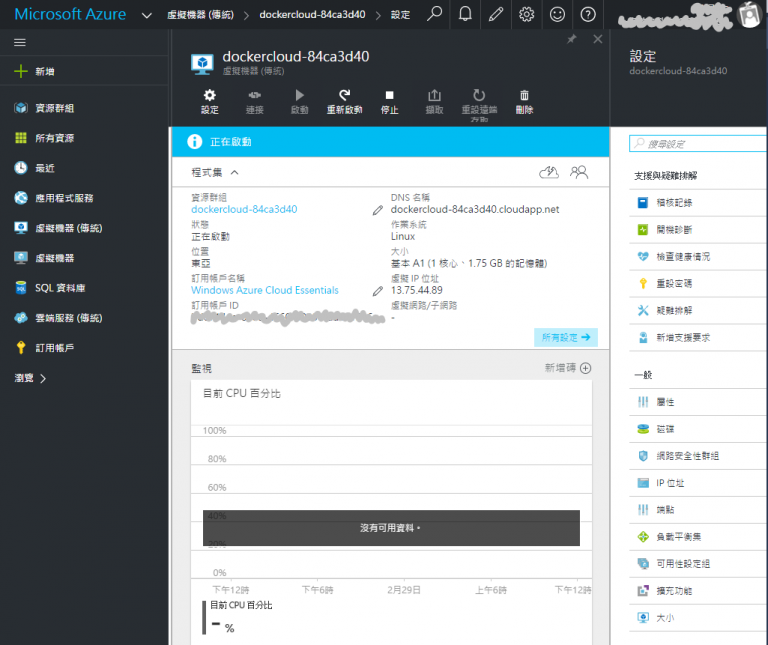 Microsoft Azure
虛擬機器 (傳統) > dockercloud-84ca3d40 > 設定
新增
資源群組
所有資源
最近
應用程式服務
虛擬機器 (傳統)
虛擬機器
SQL 資料庫
雲端服務 (傳統)
訂用帳戶
瀏覽 >
dockercloud-84ca3d40
虛擬機器 (傳統)
設定
連接
啟動
重新啟動
停止
擷取
重設遠端存取
刪除
正在啟動
程式集
資源群組
dockercloud-84ca3d40
狀態
正在啟動
位置
東亞
訂用帳戶名稱
Windows Azure Cloud Essentials
訂用帳戶 ID
DNS 名稱
dockercloud-84ca3d40.cloudapp.net
作業系統
Linux
大小
基本 A1 (1 核心、1.75 GB 的記憶體)
虛擬 IP 位址
13.75.44.89
虛擬網路/子網路
-
所有設定 →
監視
新增磚
目前 CPU 百分比
100%
80%
60%
40%
沒有可用資料。
20%
0%
下午12時
下午6時
2月29日
上午6時
下午12時
目前 CPU 百分比
- %
設定
dockercloud-84ca3d40
搜尋設定
支援與疑難排解
稽核記錄
開機診斷
檢查健康情況
重設密碼
疑難排解
新增支援要求
一般
屬性
磁碟
網路安全性群組
IP 位址
端點
負載平衡集
可用性設定組
擴充功能
大小